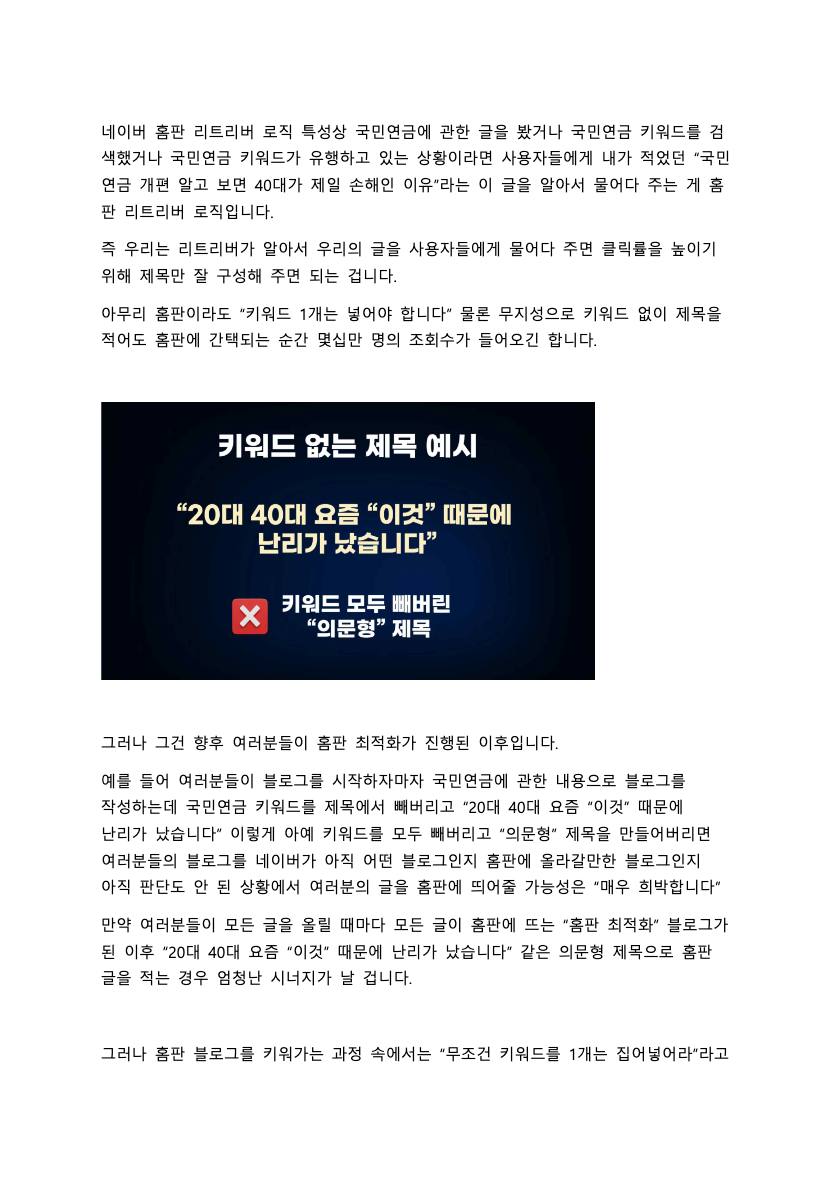 네이버 홈판 리트리버 로직 특성상 국민연금에 관한 글을 봤거나 국민연금 키워드를 검
색했거나 국민연금 키워드가 유행하고 있는 상황이라면 사용자들에게 내가 적었던 “국민
연금 개편 알고 보면 40대가 제일 손해인 이유”라는 이 글을 알아서 물어다 주는 게 홈
판 리트리버 로직입니다.
즉 우리는 리트리버가 알아서 우리의 글을 사용자들에게 물어다 주면 클릭률을 높이기
위해 제목만 잘 구성해 주면 되는 겁니다.
아무리 홈판이라도 “키워드 1개는 넣어야 합니다” 물론 무지성으로 키워드 없이 제목을
적어도 홈판에 간택되는 순간 몇십만 명의 조회수가 들어오긴 합니다.
키워드 없는 제목 예시
“20대 40대 요즘 “이것” 때문에
난리가 났습니다”
키워드 모두 빼버린
“의문형” 제목
그러나 그건 향후 여러분들이 홈판 최적화가 진행된 이후입니다.
예를 들어 여러분들이 블로그를 시작하자마자 국민연금에 관한 내용으로 블로그를
작성하는데 국민연금 키워드를 제목에서 빼버리고 “20대 40대 요즘 “이것” 때문에
난리가 났습니다” 이렇게 아예 키워드를 모두 빼버리고 “의문형” 제목을 만들어버리면
여러분들의 블로그를 네이버가 아직 어떤 블로그인지 홈판에 올라갈만한 블로그인지
아직 판단도 안 된 상황에서 여러분의 글을 홈판에 띄어줄 가능성은 “매우 희박합니다”
만약 여러분들이 모든 글을 올릴 때마다 모든 글이 홈판에 뜨는 “홈판 최적화” 블로그가
된 이후 “20대 40대 요즘 “이것” 때문에 난리가 났습니다” 같은 의문형 제목으로 홈판
글을 적는 경우 엄청난 시너지가 날 겁니다.
그러나 홈판 블로그를 키워가는 과정 속에서는 “무조건 키워드를 1개는 집어넣어라”라고